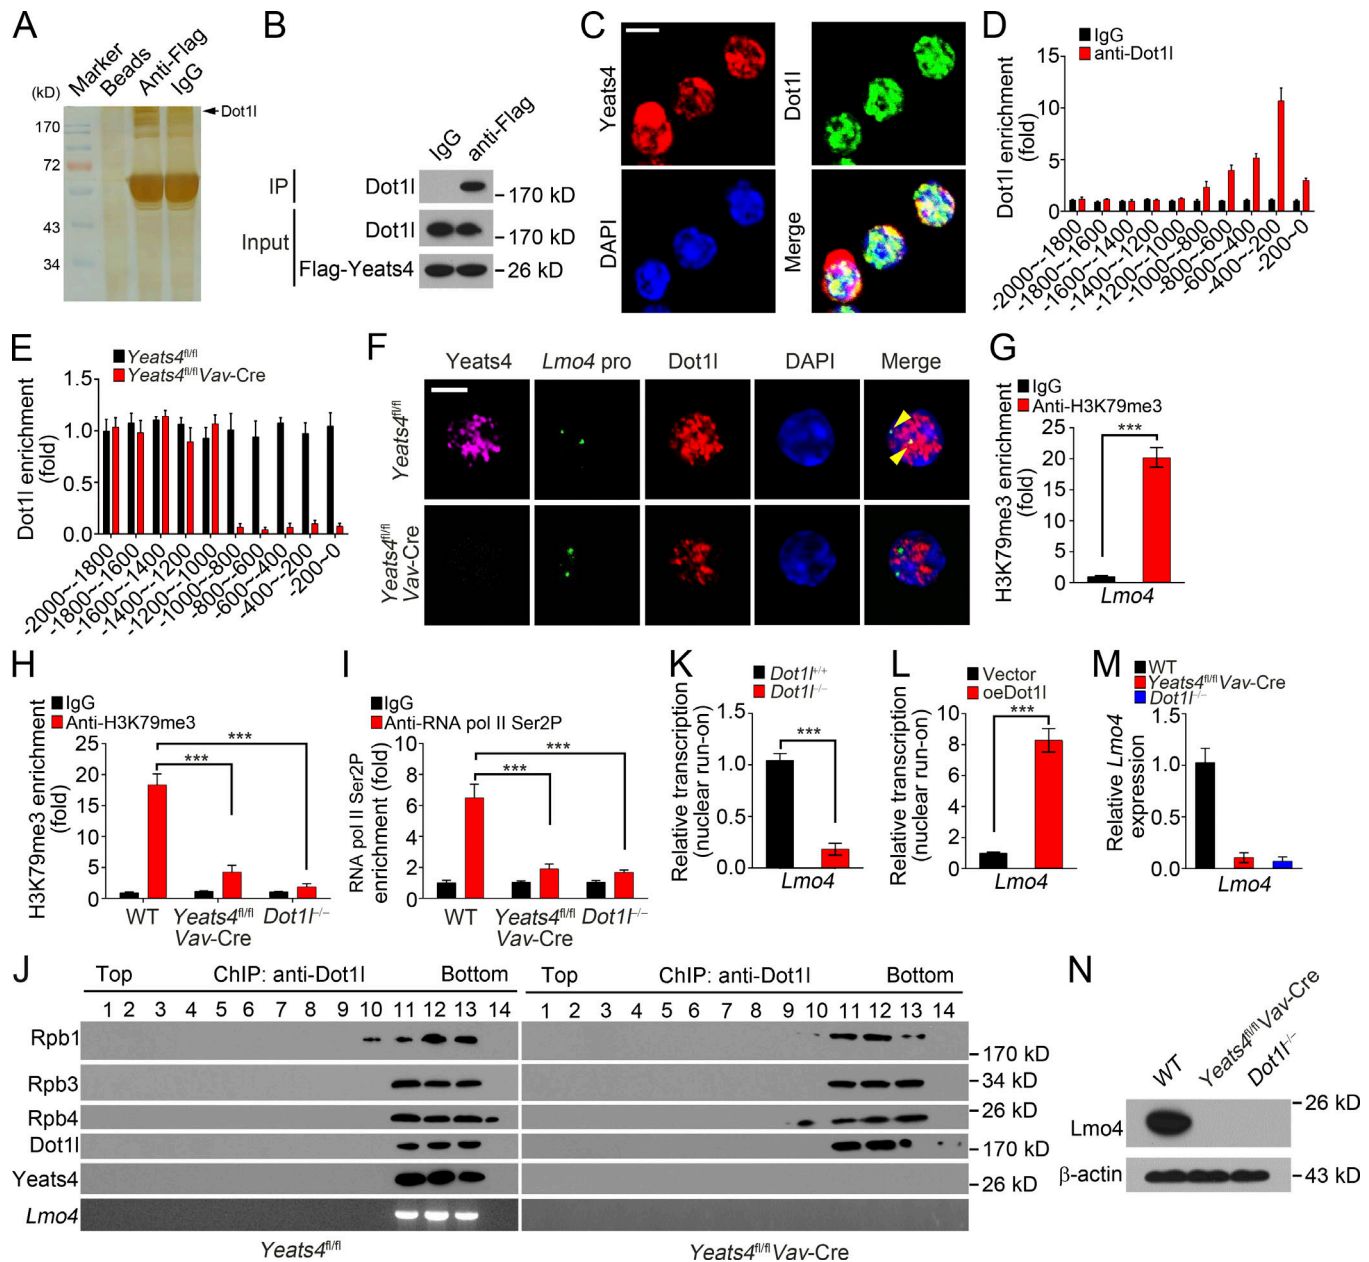 A
Marker
Beads
Anti-Flag
IgG
(kD)
Dot1l
170
72
55
43
34
B
IgG
anti-Flag
IP
Dot1l
170 kD
Input
Dot1l
170 kD
Flag-Yeats4
26 kD
C
Yeats4
Dot1l
DAPI
Merge
D
IgG
anti-Dot1l
Dot1l enrichment
(fold)
15
10
5
0
-2000~-1800
-1800~-1600
-1600~-1400
-1400~-1200
-1200~-1000
-1000~-800
-800~-600
-600~-400
-400~-200
-200~0
E
Yeats4fl/fl
Yeats4fl/fl Vav-Cre
Dot1l enrichment
(fold)
1.5
1.0
0.5
0.0
-2000~-1800
-1800~-1600
-1600~-1400
-1400~-1200
-1200~-1000
-1000~-800
-800~-600
-600~-400
-400~-200
-200~0
F
Yeats4
Lmo4 pro
Dot1l
DAPI
Merge
Yeats4fl/fl
Yeats4fl/fl
Vav-Cre
G
IgG
Anti-H3K79me3
H3K79me3 enrichment
(fold)
25
20
15
10
5
0
***
Lmo4
H
IgG
Anti-H3K79me3
H3K79me3 enrichment
(fold)
25
20
15
10
5
0
***
***
WT
Yeats4fl/fl
Vav-Cre
Dot1l–/–
I
IgG
Anti-RNA pol II Ser2P
RNA pol II Ser2P
enrichment (fold)
10
8
6
4
2
0
***
***
WT
Yeats4fl/fl
Vav-Cre
Dot1l–/–
K
Dot1l+/+
Dot1l–/–
Relative transcription
(nuclear run-on)
1.5
1.0
0.5
0.0
***
Lmo4
L
Vector
oeDot1l
Relative transcription
(nuclear run-on)
10
8
6
4
2
0
***
Lmo4
M
WT
Yeats4fl/fl Vav-Cre
Dot1l–/–
Relative Lmo4
expression
1.5
1.0
0.5
0.0
Lmo4
J
Top ChIP: anti-Dot1l Bottom
Top ChIP: anti-Dot1l Bottom
1 2 3 4 5 6 7 8 9 10 11 12 13 14
1 2 3 4 5 6 7 8 9 10 11 12 13 14
Rpb1
170 kD
Rpb3
34 kD
Rpb4
26 kD
Dot1l
170 kD
Yeats4
26 kD
Lmo4
Yeats4fl/fl
Yeats4fl/fl Vav-Cre
N
WT
Yeats4fl/fl Vav-Cre
Dot1l–/–
26 kD
Lmo4
β-actin
43 kD